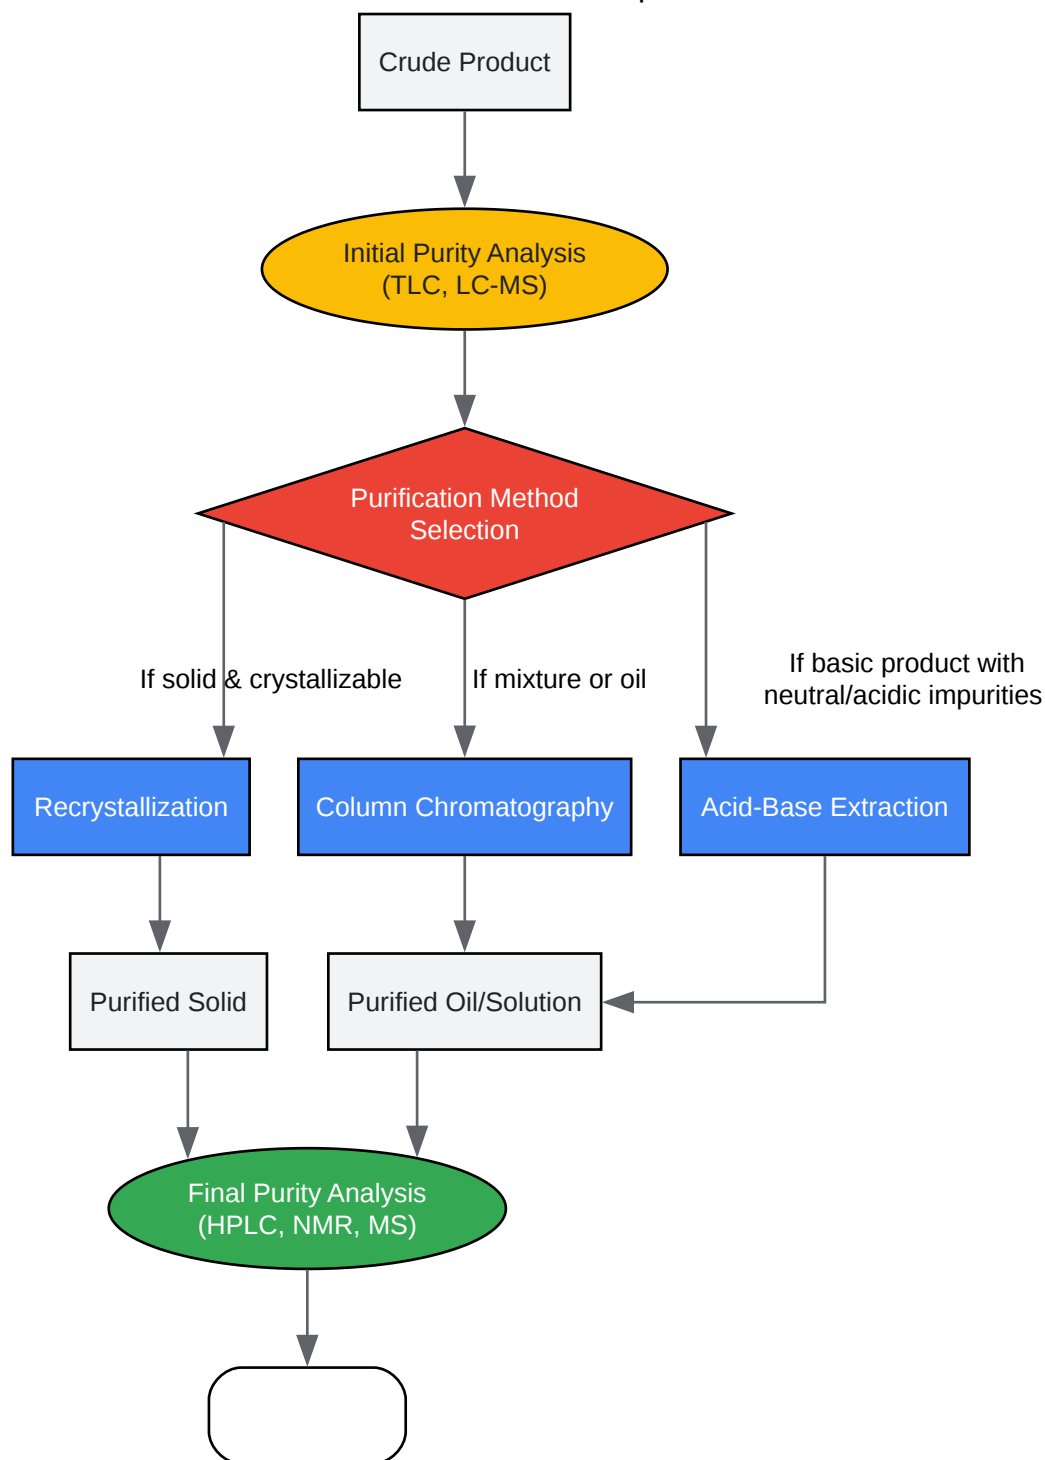 Crude Product
Initial Purity Analysis
(TLC, LC-MS)
Purification Method
Selection
If solid & crystallizable
If mixture or oil
If basic product with
neutral/acidic impurities
Recrystallization
Column Chromatography
Acid-Base Extraction
Purified Solid
Purified Oil/Solution
Final Purity Analysis
(HPLC, NMR, MS)